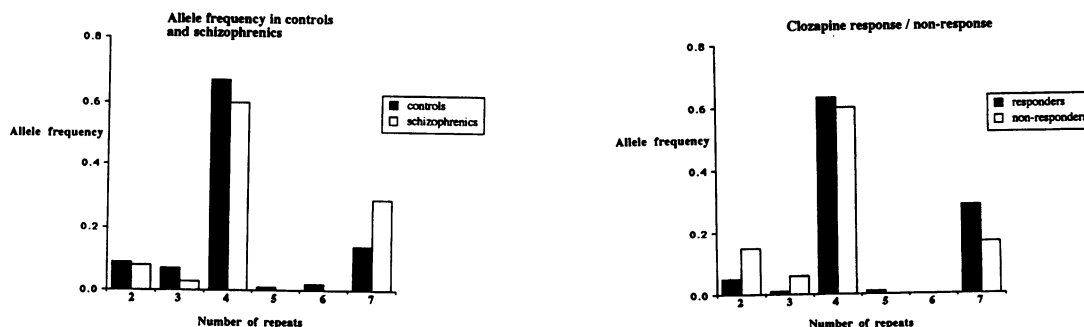 Allele frequency in controls
and schizophrenics
0.8
0.6
Allele frequency
0.4
0.2
0.0
2 3 4 5 6 7
Number of repeats
controls
schizophrenics
Clozapine response / non-response
0.8
0.6
Allele frequency
0.4
0.2
0.0
2 3 4 5 6 7
Number of repeats
responders
non-responders